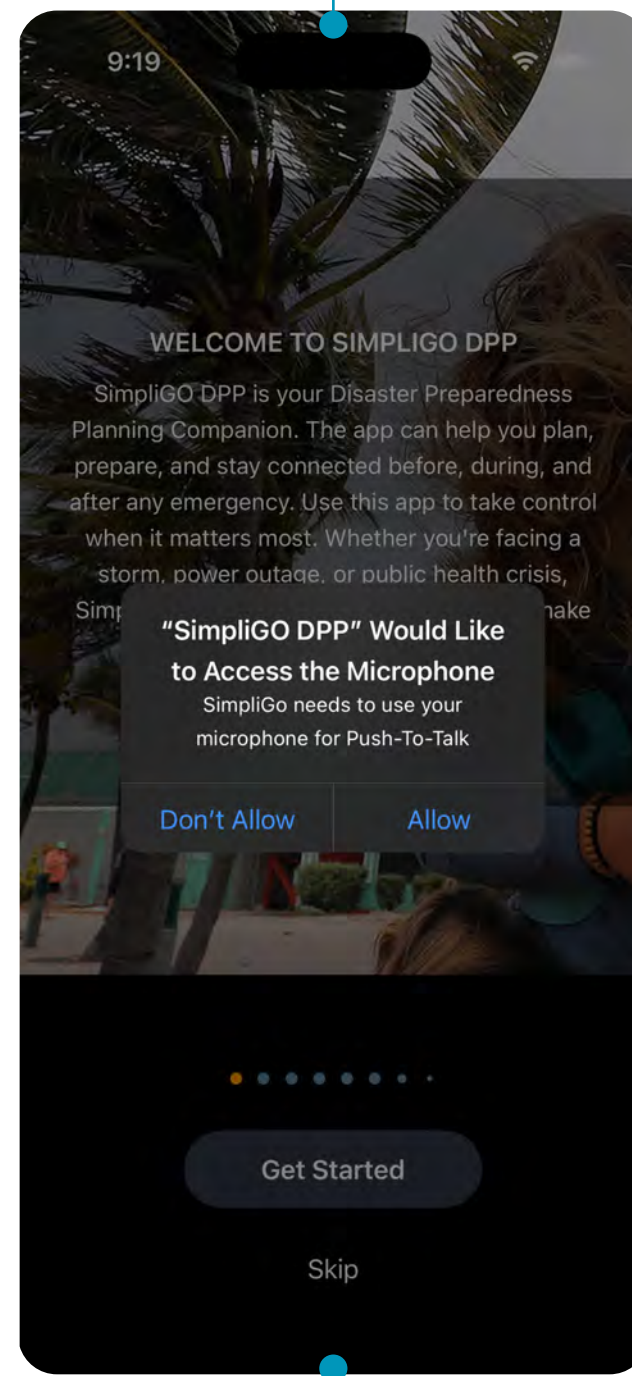 9:19
WELCOME TO SIMPLIGO DPP
SimpliGO DPP is your Disaster Preparedness
Planning Companion. The app can help you plan,
prepare, and stay connected before, during, and
after any emergency. Use this app to take control
when it matters most. Whether you're facing a
storm, power outage, or public health crisis,
"SimpliGO DPP" Would Like
to Access the Microphone
SimpliGo needs to use your
microphone for Push-To-Talk
Don't Allow
Allow
Get Started
Skip